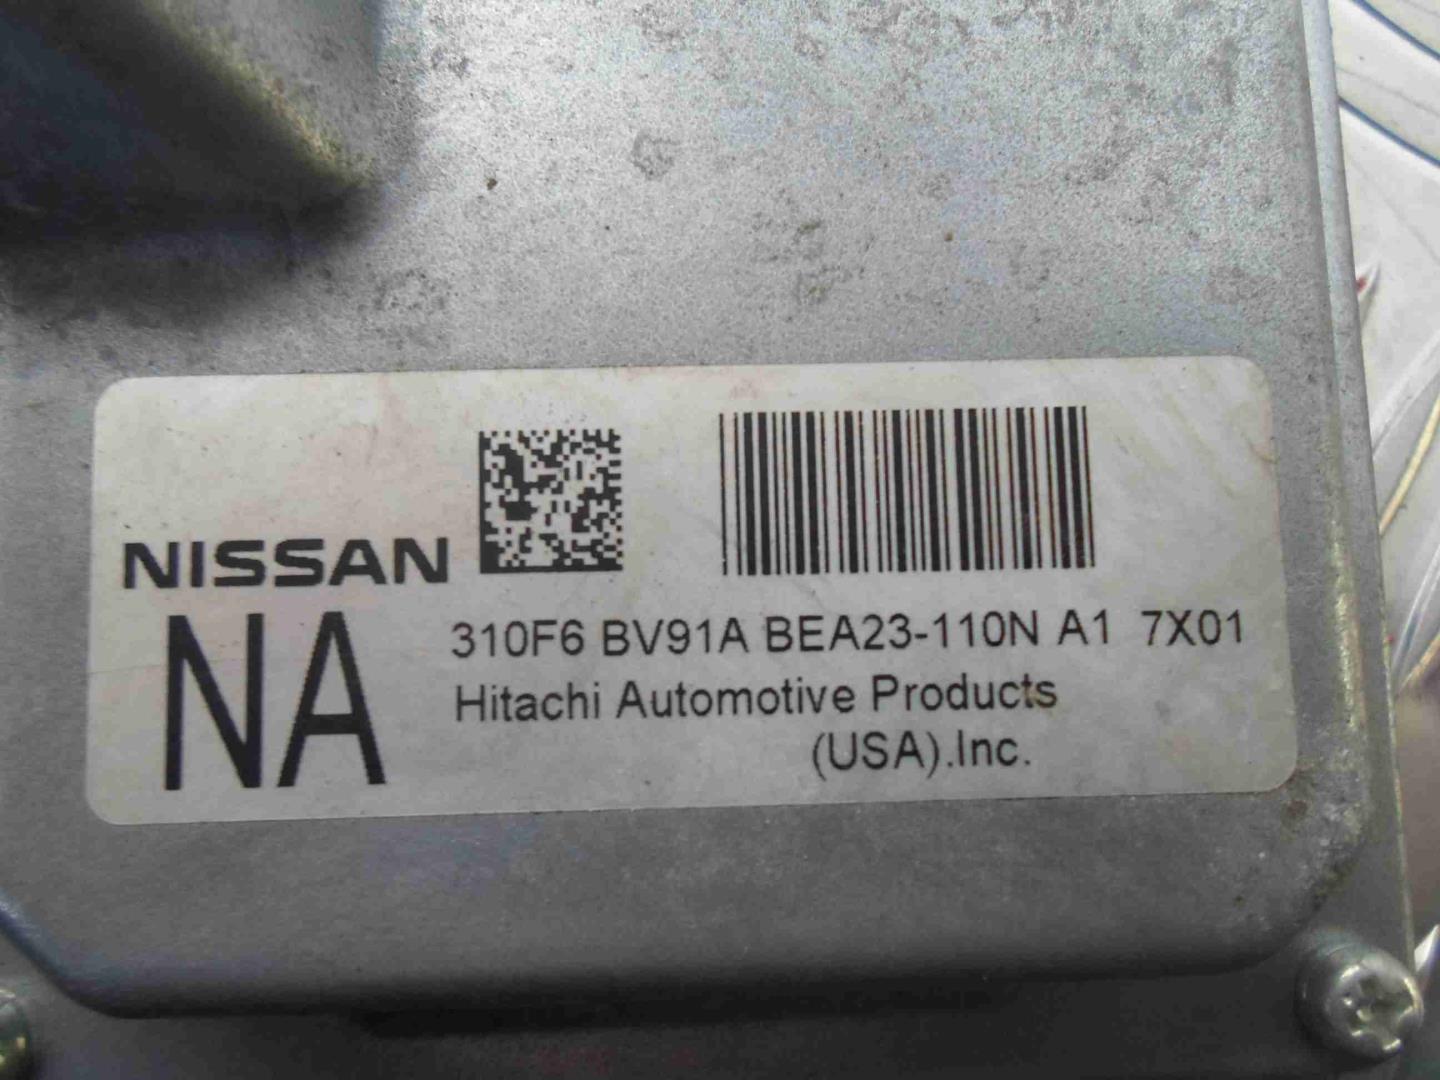 NISSAN
NA
310F6 BV91A BEA23-110N A1 7X01
Hitachi Automotive Products
(USA).Inc.